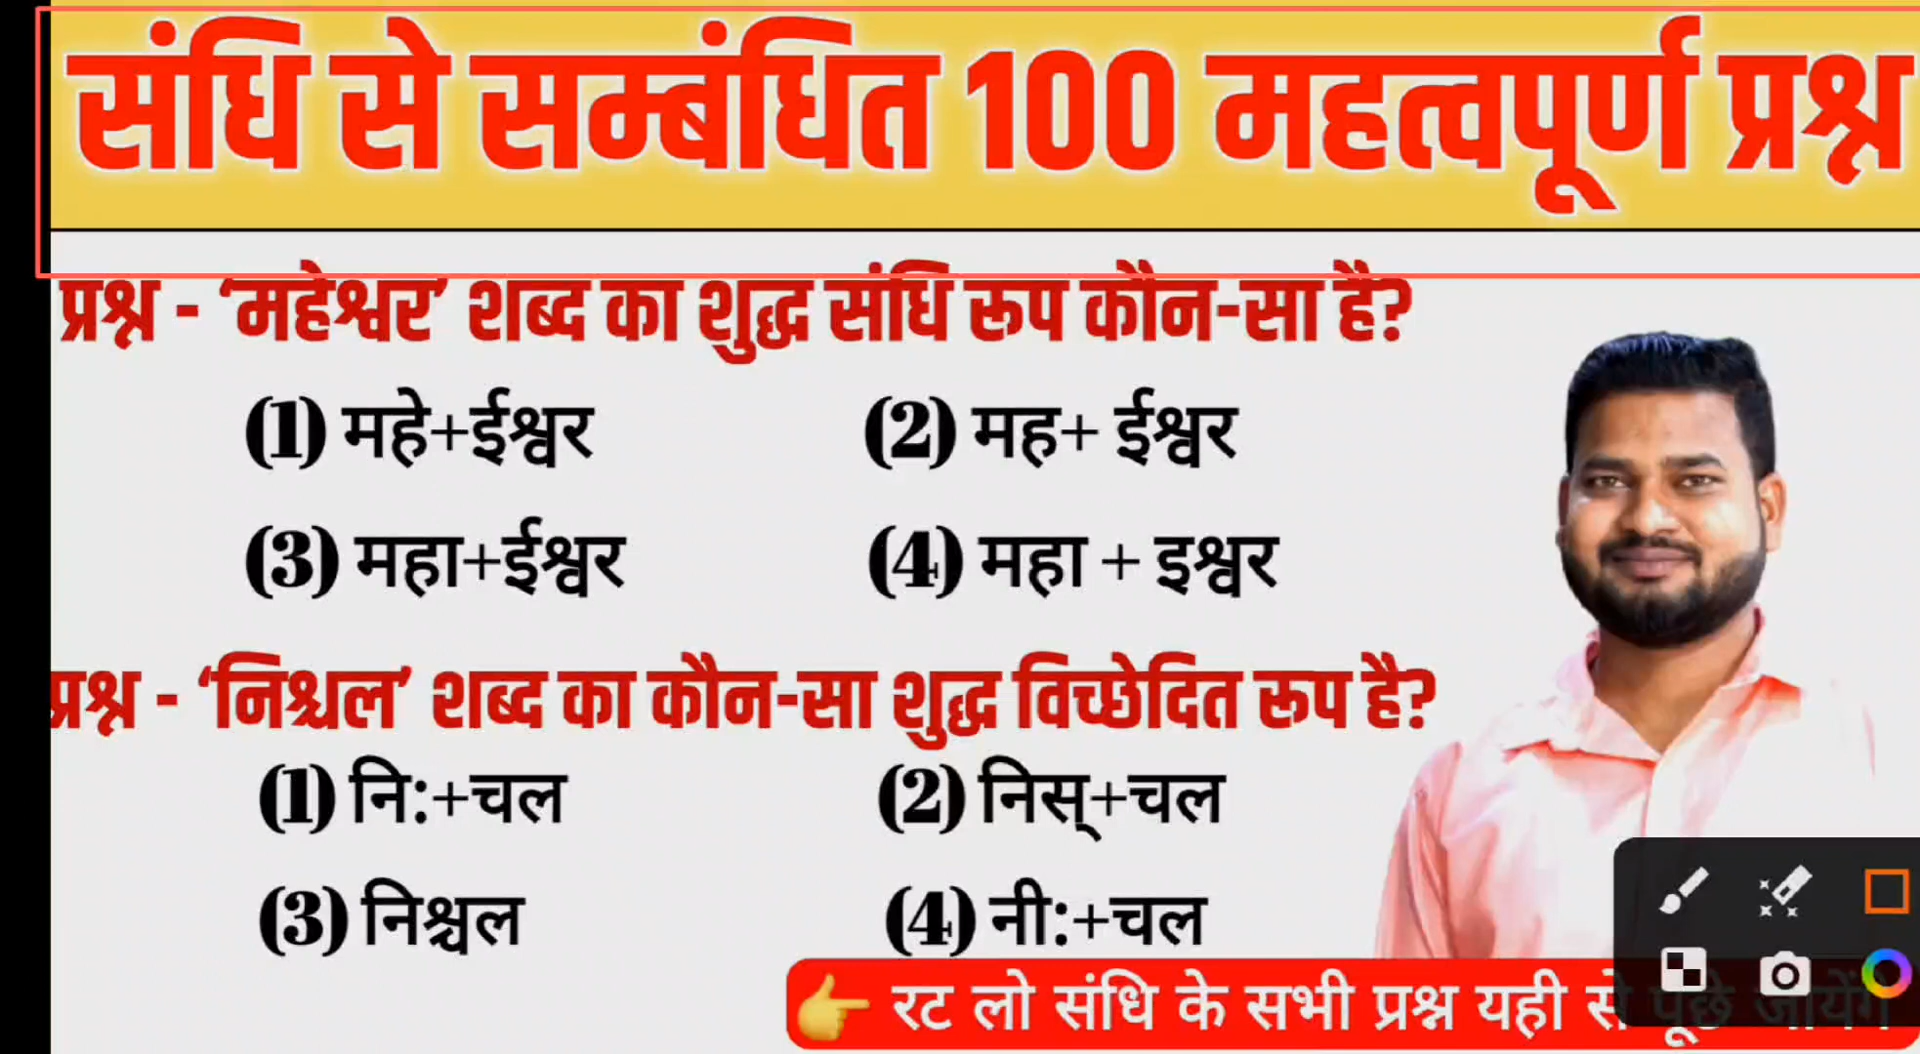 संधि से सम्बंधित 100 महत्वपूर्ण प्रश्न
प्रश्न - ‘महेश्वर’ शब्द का शुद्ध संधि रूप कौन-सा है?
(1) महे+ईश्वर (2) मह+ ईश्वर
(3) महा+ईश्वर (4) महा + इश्वर
प्रश्न - ‘निश्चल’ शब्द का कौन-सा शुद्ध विच्छेदित रूप है?
(1) नि:+चल (2) निस्+चल
(3) निश्चल (4) नी:+चल
रट लो संधि के सभी प्रश्न यही से पूछे जायेंगे